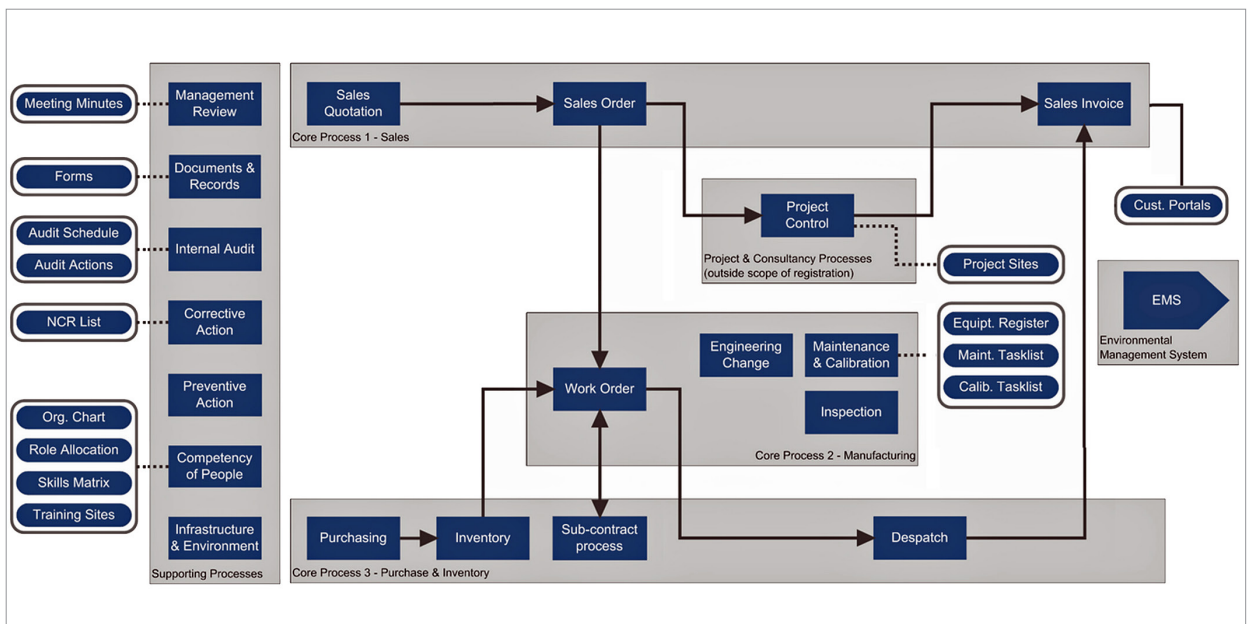 Meeting Minutes
Forms
Audit Schedule
Audit Actions
NCR List
Org. Chart
Role Allocation
Skills Matrix
Training Sites
Management
Review
Documents &
Records
Internal Audit
Corrective
Action
Preventive
Action
Competency
of People
Infrastructure
& Environment
Supporting Processes
Sales
Quotation
Sales Order
Sales Invoice
Core Process 1 - Sales
Cust. Portals
Project
Control
Project & Consultancy Processes
(outside scope of registration)
Project Sites
EMS
Environmental
Management System
Engineering
Change
Maintenance
& Calibration
Equipt. Register
Maint. Tasklist
Calib. Tasklist
Work Order
Inspection
Core Process 2 - Manufacturing
Purchasing
Inventory
Sub-contract
process
Despatch
Core Process 3 - Purchase & Inventory